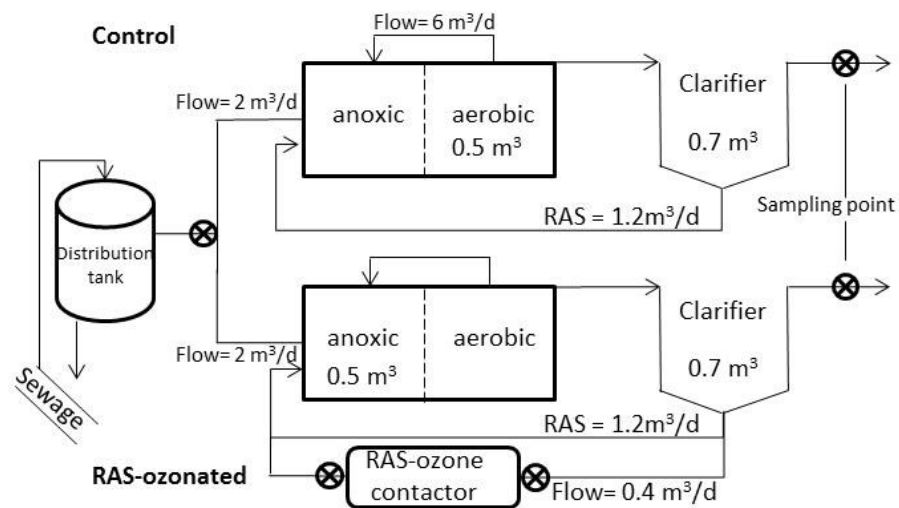 Control
Flow= 6 m³/d
Flow= 2 m³/d
anoxic
aerobic
0.5 m³
Clarifier
0.7 m³
RAS = 1.2m³/d
Sampling point
Distribution
tank
Sewage
Flow= 2 m³/d
anoxic
0.5 m³
aerobic
Clarifier
0.7 m³
RAS = 1.2m³/d
RAS-ozonated
RAS-ozone
contactor
Flow= 0.4 m³/d